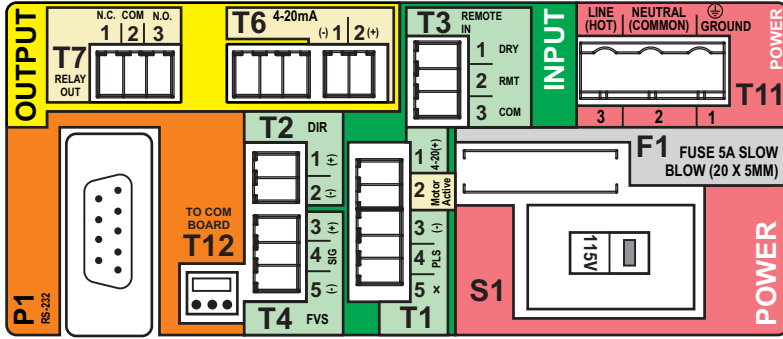 OUTPUT
N.C. COM N.O.
1 2 3
T7
RELAY
OUT
T6 4-20mA
(-) 1 2 (+)
T3 REMOTE
IN
1 DRY
2 RMT
3 COM
INPUT
LINE
(HOT)
NEUTRAL
(COMMON)
GROUND
POWER
T11
3 2 1
P1
RS-232
TO COM
BOARD
T12
T2 DIR
1 (+)
2 (-)
3 (+)
4 SIG
5 (-)
T4 FVS
1 4-20(+)
2 Motor
Active
3 (-)
4 PLS
5 x
T1
F1 FUSE 5A SLOW
BLOW (20 X 5MM)
115V
S1
POWER